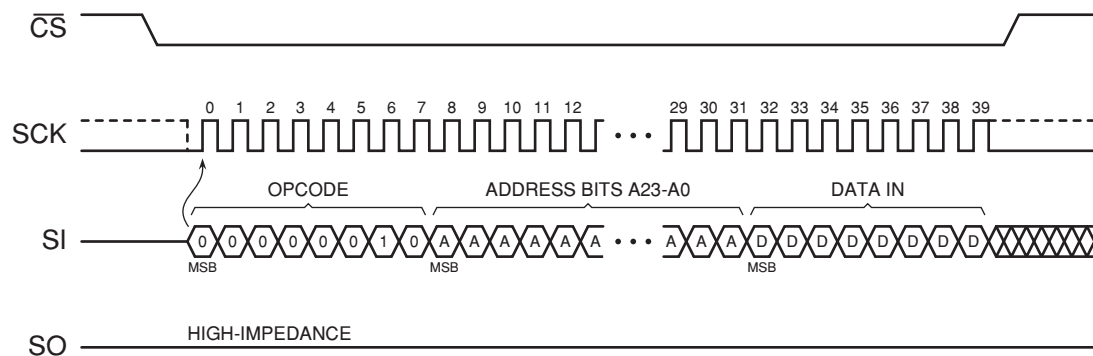 CS
SCK 0 1 2 3 4 5 6 7 8 9 10 11 12 29 30 31 32 33 34 35 36 37 38 39
OPCODE ADDRESS BITS A23-A0 DATA IN
SI 0 0 0 0 0 0 1 0 A A A A A A A A A D D D D D D D D
MSB MSB MSB
HIGH-IMPEDANCE
SO